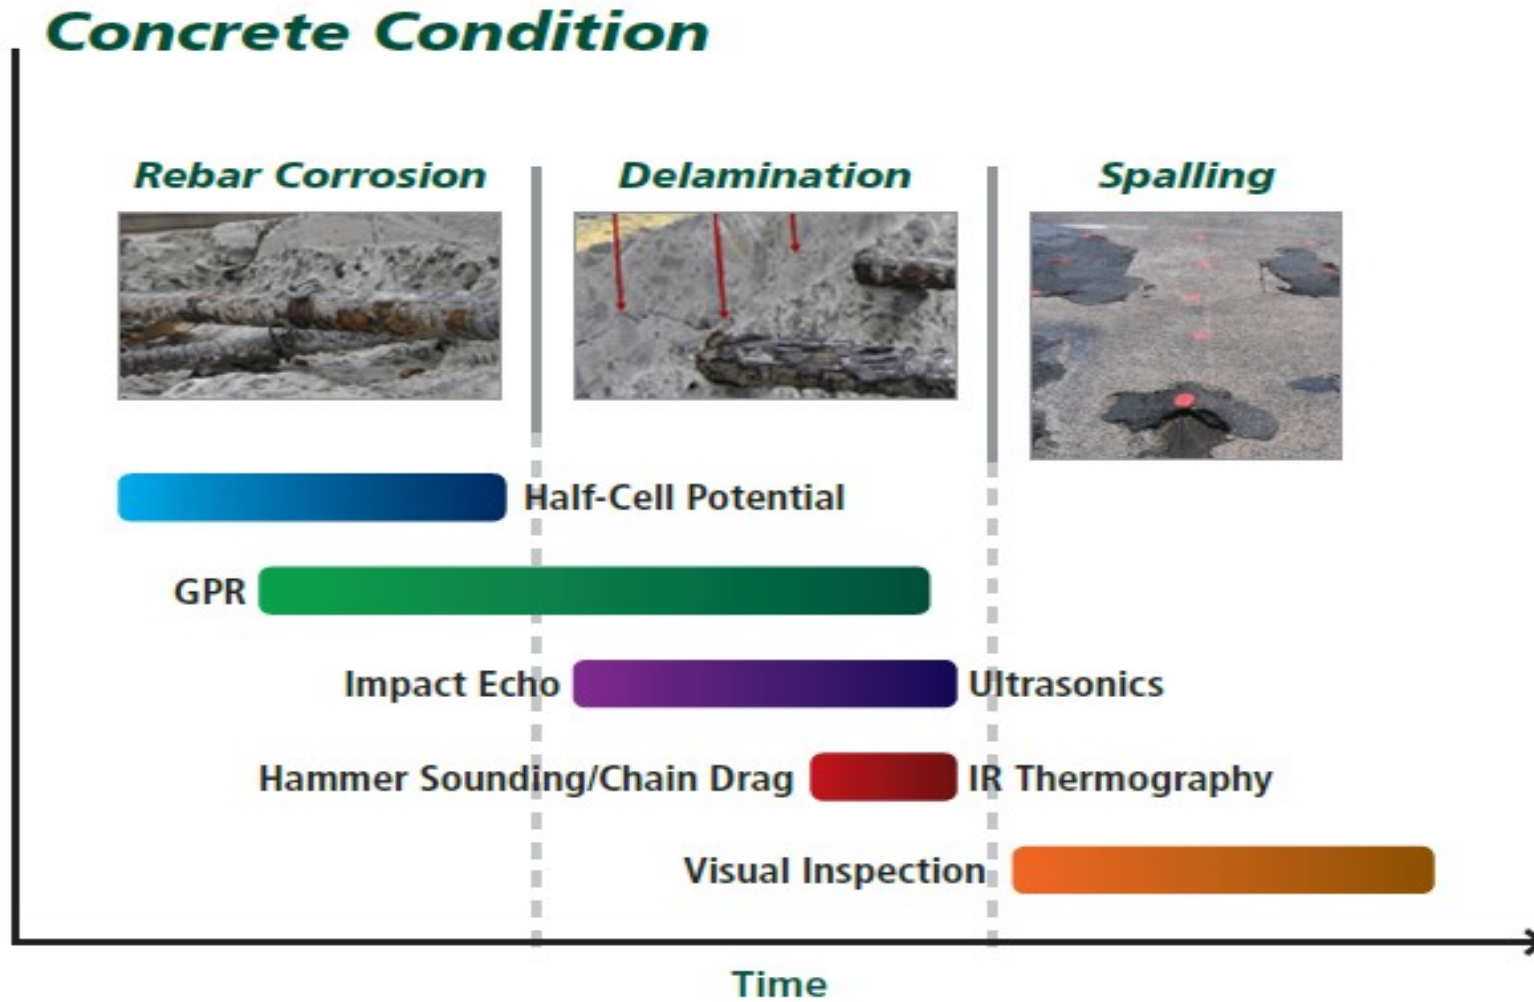 Concrete Condition
Rebar Corrosion
Delamination
Spalling
Half-Cell Potential
GPR
Impact Echo
Ultrasonics
Hammer Sounding/Chain Drag
IR Thermography
Visual Inspection
Time